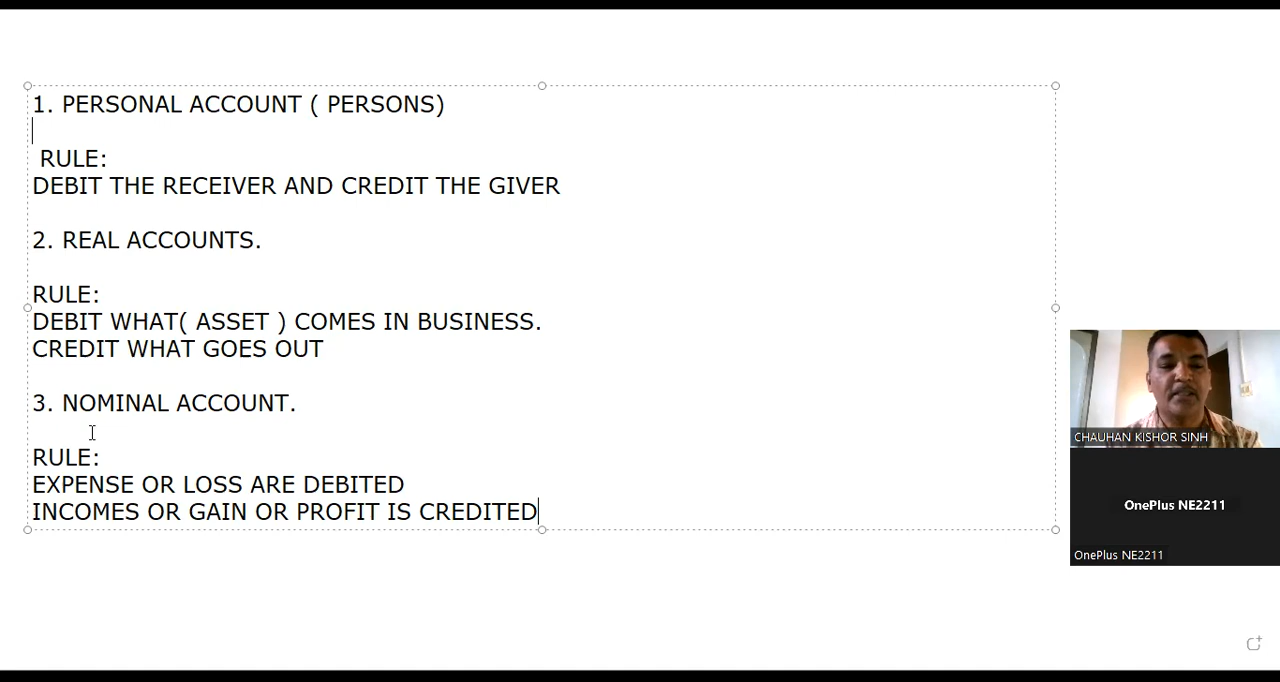 1. PERSONAL ACCOUNT ( PERSONS)
RULE:
DEBIT THE RECEIVER AND CREDIT THE GIVER
2. REAL ACCOUNTS.
RULE:
DEBIT WHAT( ASSET ) COMES IN BUSINESS.
CREDIT WHAT GOES OUT
3. NOMINAL ACCOUNT.
RULE:
EXPENSE OR LOSS ARE DEBITED
INCOMES OR GAIN OR PROFIT IS CREDITED
CHAUHAN KISHOR SINH
OnePlus NE2211
OnePlus NE2211